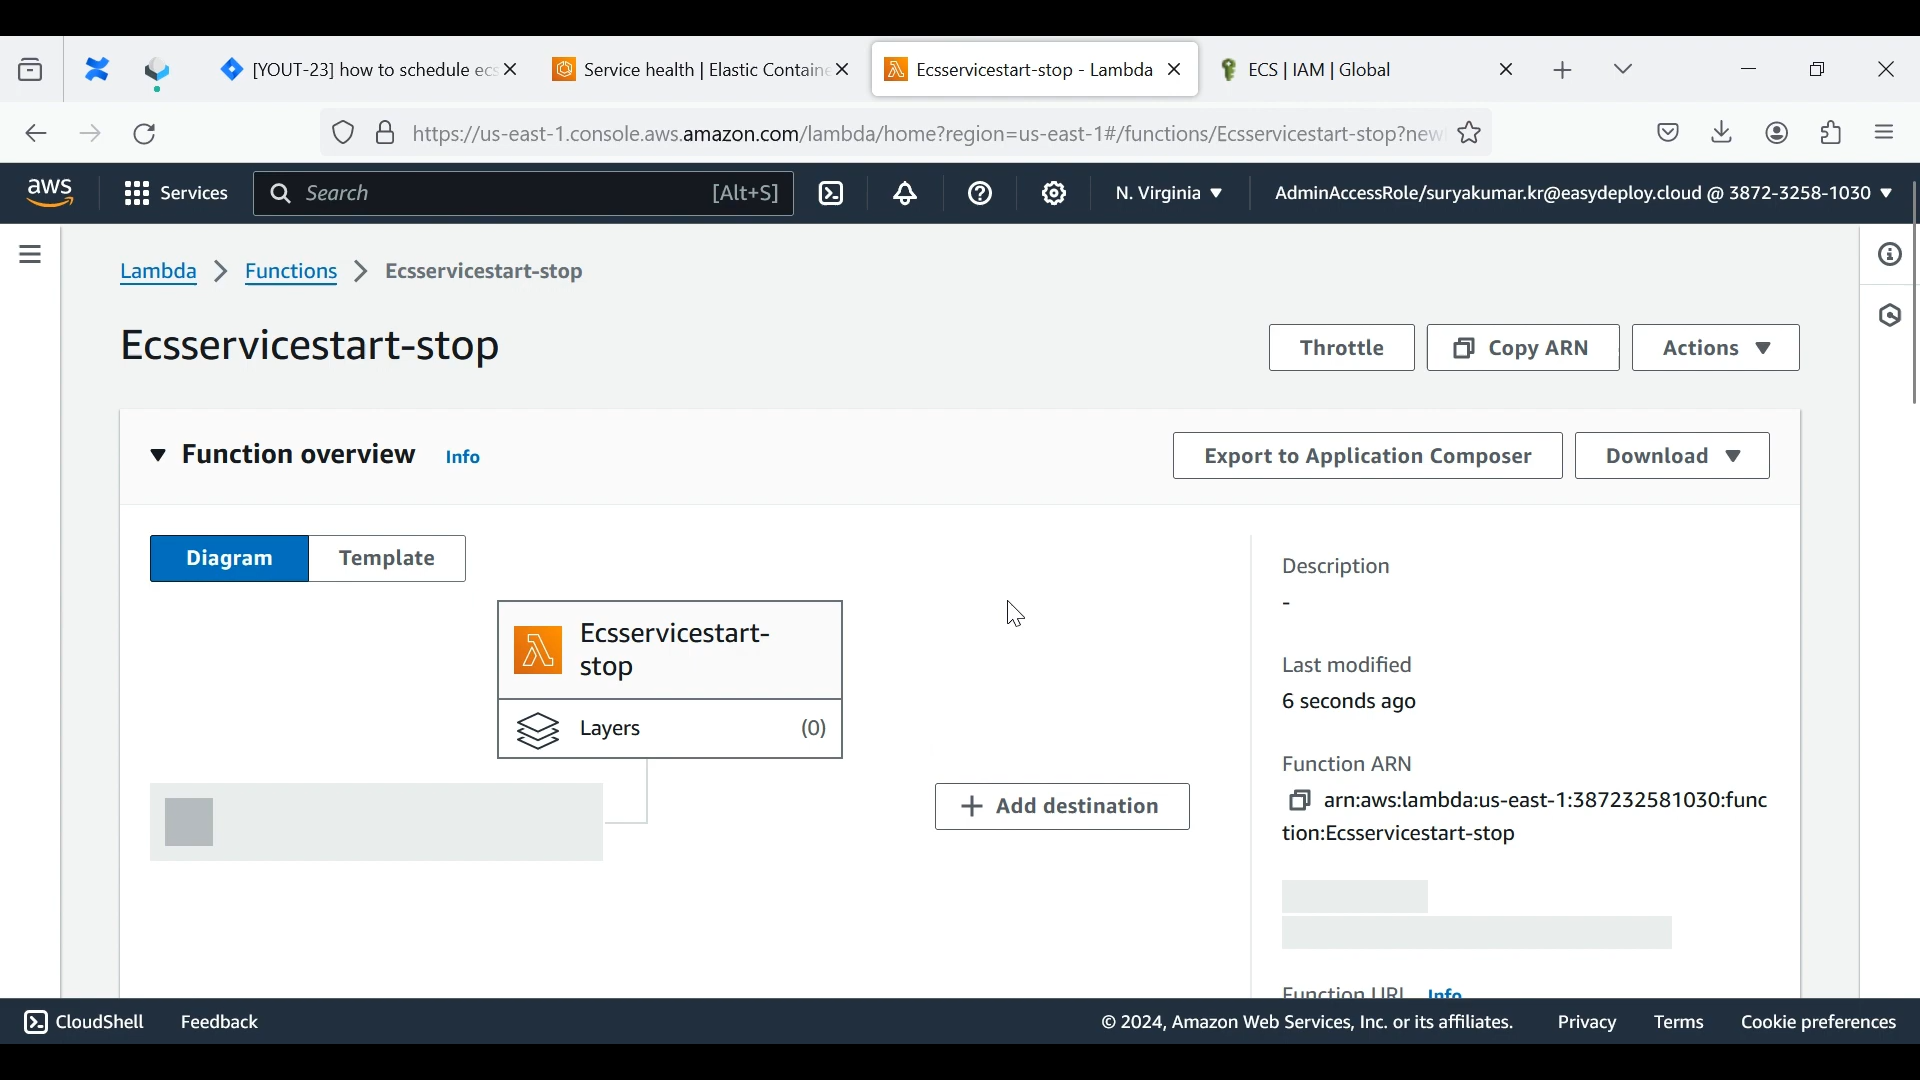 [YOUT-23] how to schedule ecs
Service health | Elastic Containe
Ecsservicestart-stop - Lambda
ECS | IAM | Global
https://us-east-1.console.aws.amazon.com/lambda/home?region=us-east-1#/functions/Ecsservicestart-stop?new
aws
Services
Search
[Alt+S]
N. Virginia
AdminAccessRole/suryakumar.kr@easydeploy.cloud @ 3872-3258-1030
Lambda
Functions
Ecsservicestart-stop
Ecsservicestart-stop
Throttle
Copy ARN
Actions
Function overview
Info
Export to Application Composer
Download
Diagram
Template
Ecsservicestart-
stop
Layers
(0)
+ Add destination
Description
-
Last modified
6 seconds ago
Function ARN
arn:aws:lambda:us-east-1:387232581030:func
tion:Ecsservicestart-stop
Function URL
Info
CloudShell
Feedback
© 2024, Amazon Web Services, Inc. or its affiliates.
Privacy
Terms
Cookie preferences